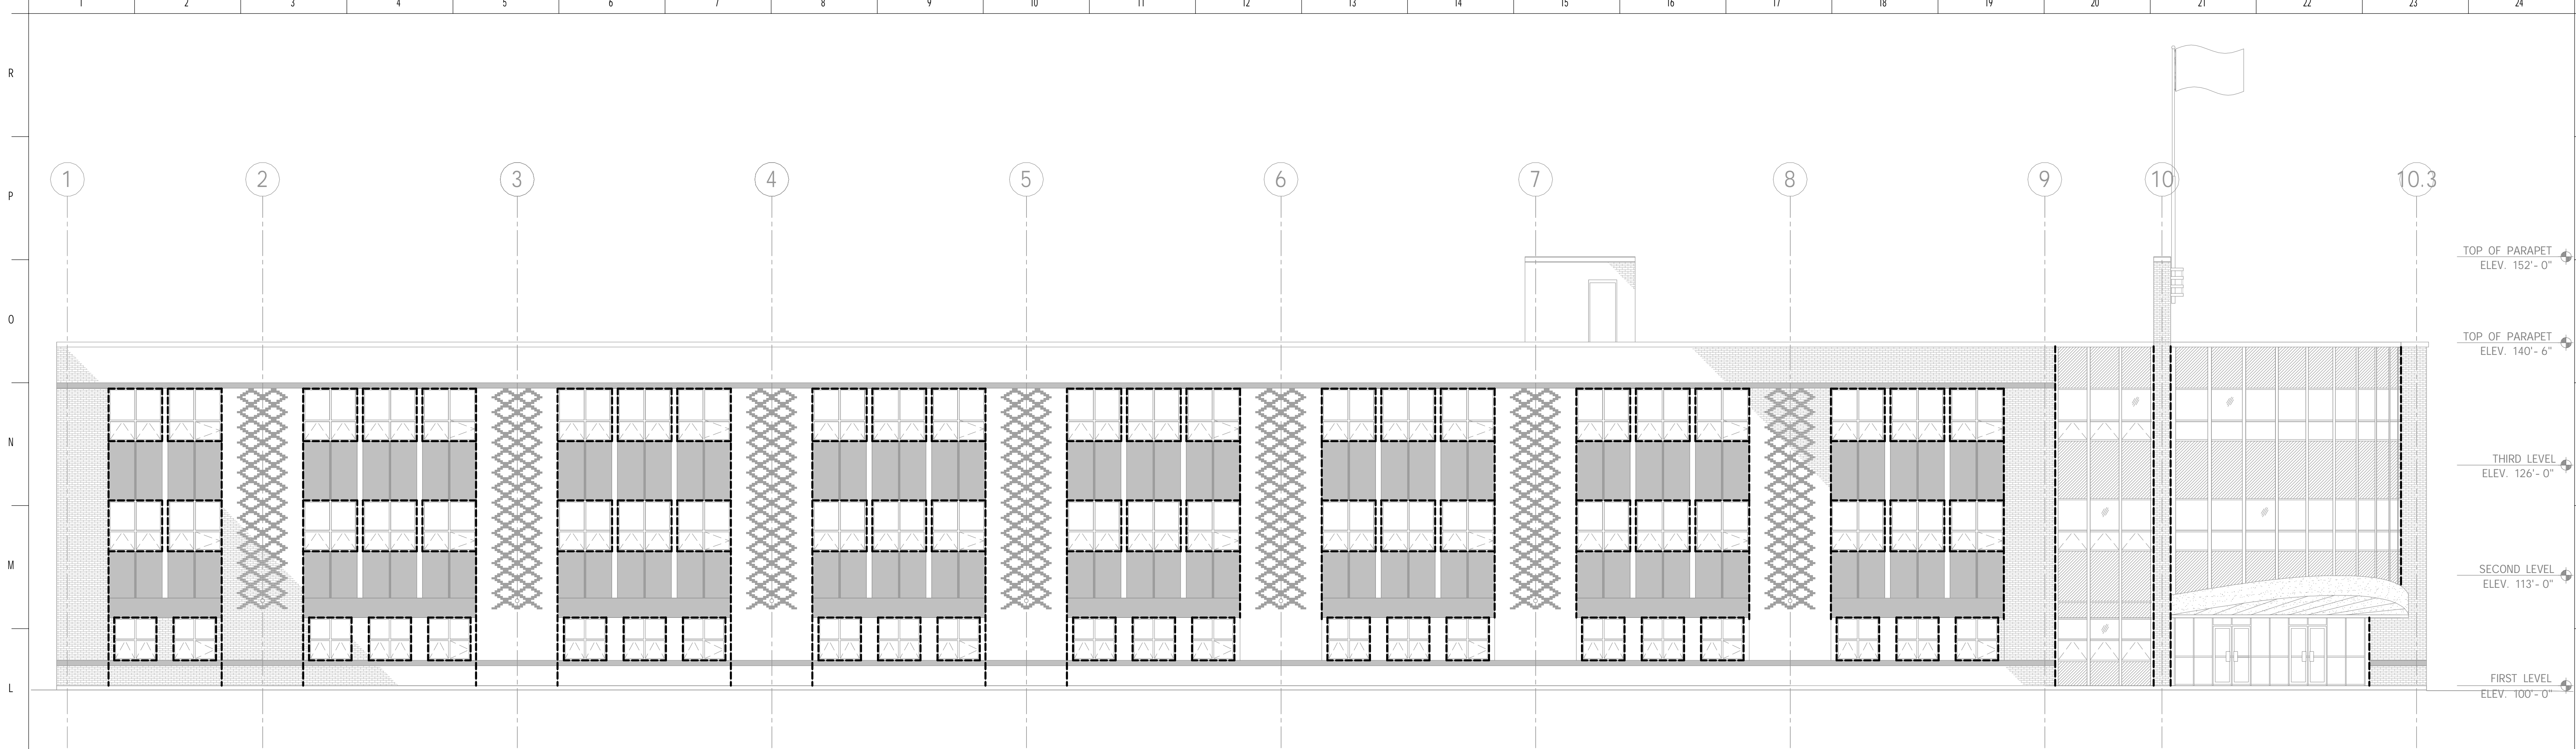 1 2 3 4 5 6 7 8 9 10 11 12 13 14 15 16 17 18 19 20 21 22 23 24
R
P
1 2 3 4 5 6 7 8 9 10 10.3
TOP OF PARAPET
ELEV. 152'- 0"
O
TOP OF PARAPET
ELEV. 140'- 6"
N
THIRD LEVEL
ELEV. 126'- 0"
M
SECOND LEVEL
ELEV. 113'- 0"
L
FIRST LEVEL
ELEV. 100'- 0"